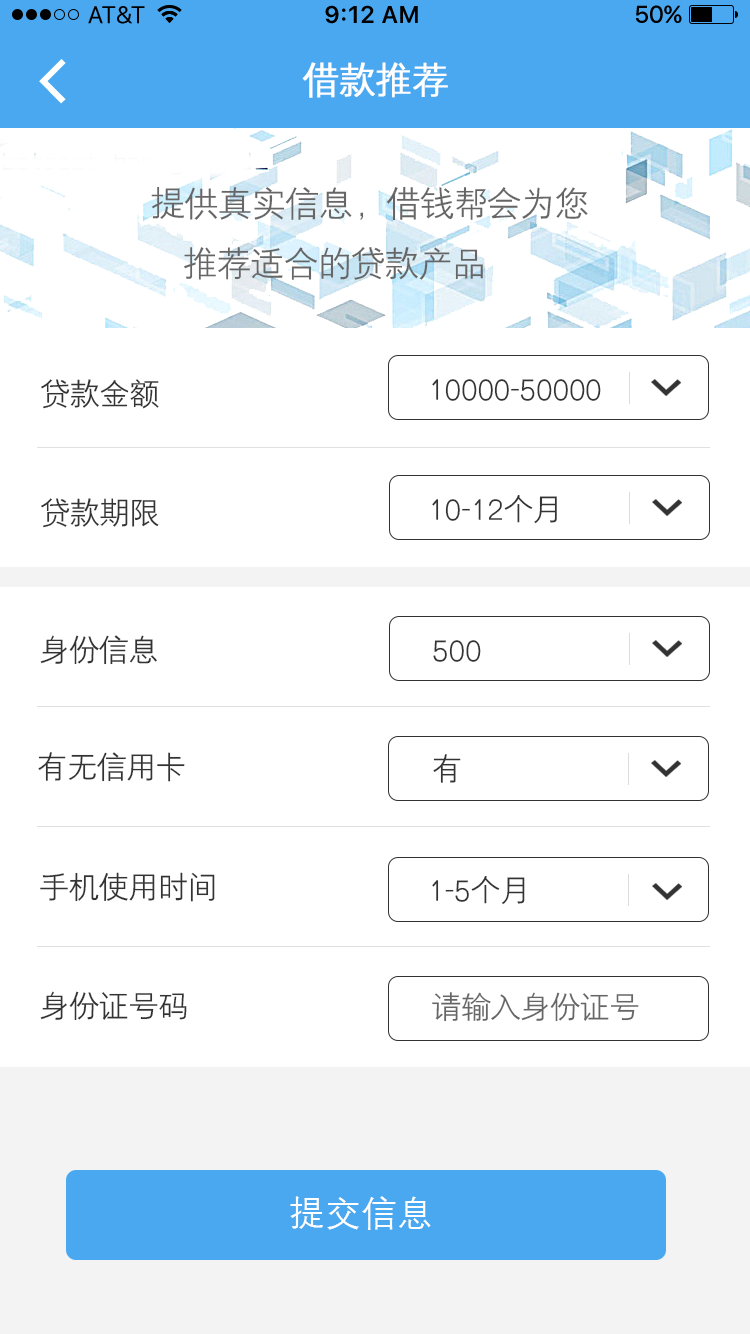 AT&T 9:12 AM 50%
借款推荐
提供真实信息，借钱帮会为您
推荐适合的贷款产品
贷款金额 10000-50000
贷款期限 10-12个月
身份信息 500
有无信用卡 有
手机使用时间 1-5个月
身份证号码 请输入身份证号
提交信息